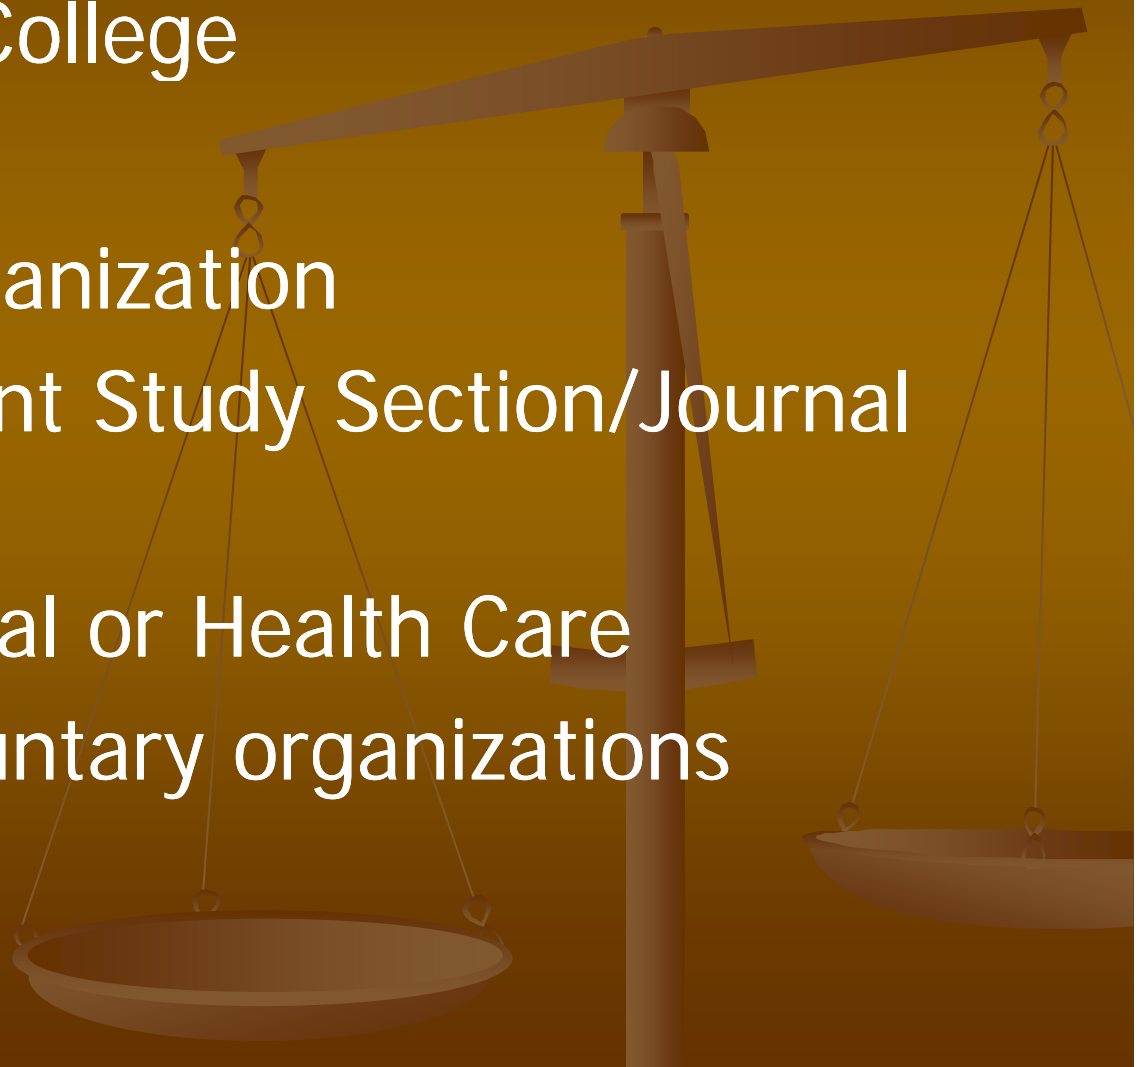 College
anization
nt Study Section/Journal
al or Health Care
untary organizations